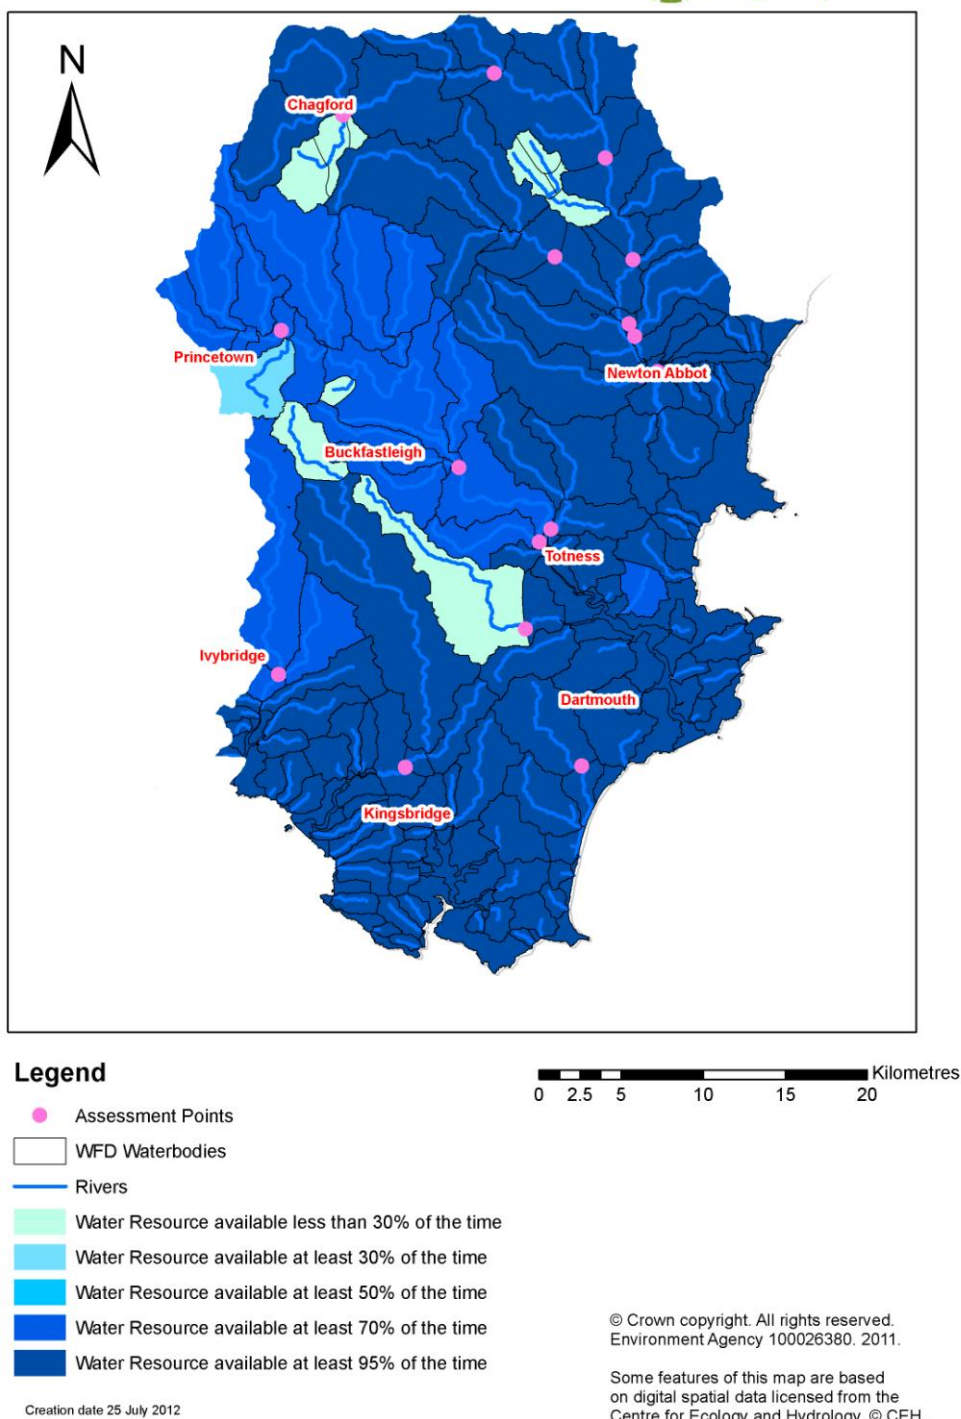 N
Chagford
Princetown
Newton Abbot
Buckfastleigh
Totness
Ivybridge
Dartmouth
Kingsbridge
Legend
Kilometres
0 2.5 5 10 15 20
Assessment Points
WFD Waterbodies
Rivers
Water Resource available less than 30% of the time
Water Resource available at least 30% of the time
Water Resource available at least 50% of the time
Water Resource available at least 70% of the time
Water Resource available at least 95% of the time
© Crown copyright. All rights reserved.
Environment Agency 100026380. 2011.
Some features of this map are based
on digital spatial data licensed from the
Centre for Ecology and Hydrology, © CEH
Creation date 25 July 2012